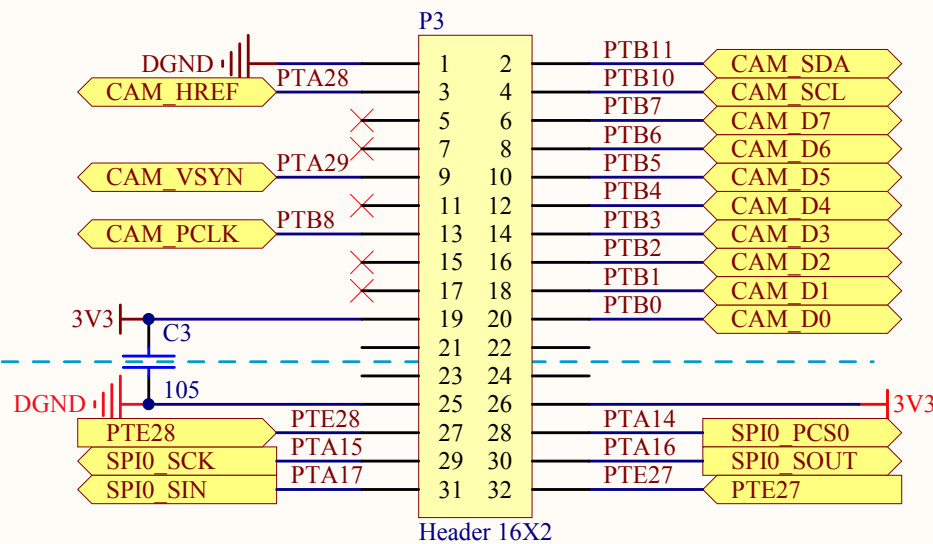 P3
DGND 1 2 PTB11 CAM_SDA
CAM_HREF PTA28 3 4 PTB10 CAM_SCL
5 6 PTB7 CAM_D7
7 8 PTB6 CAM_D6
CAM_VSYN PTA29 9 10 PTB5 CAM_D5
11 12 PTB4 CAM_D4
CAM_PCLK PTB8 13 14 PTB3 CAM_D3
15 16 PTB2 CAM_D2
17 18 PTB1 CAM_D1
3V3 19 20 PTB0 CAM_D0
C3
21 22
23 24
105
DGND 25 26 3V3
PTE28 PTE28 27 28 PTA14 SPI0_PCS0
SPI0_SCK PTA15 29 30 PTA16 SPI0_SOUT
SPI0_SIN PTA17 31 32 PTE27 PTE27
Header 16X2